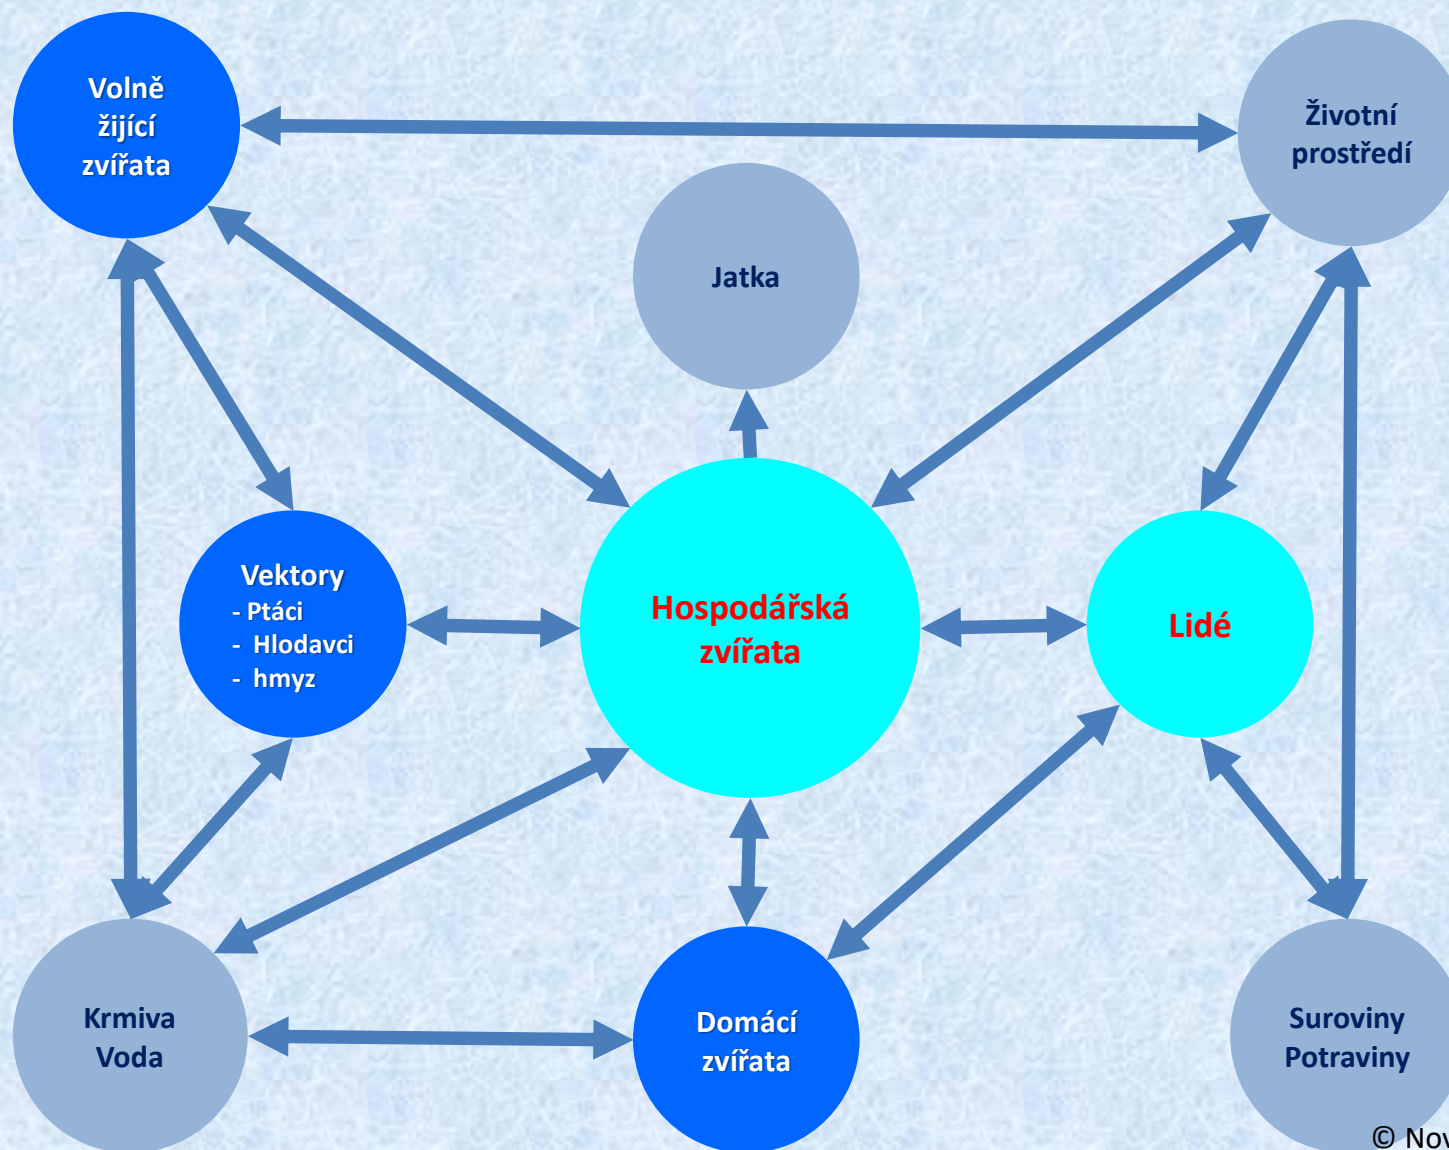 Volně
žijící
zvířata
Životní
prostředí
Jatka
Vektory
- Ptáci
- Hlodavci
- hmyz
Hospodářská
zvířata
Lidé
Krmiva
Voda
Domácí
zvířata
Suroviny
Potraviny
© Nov